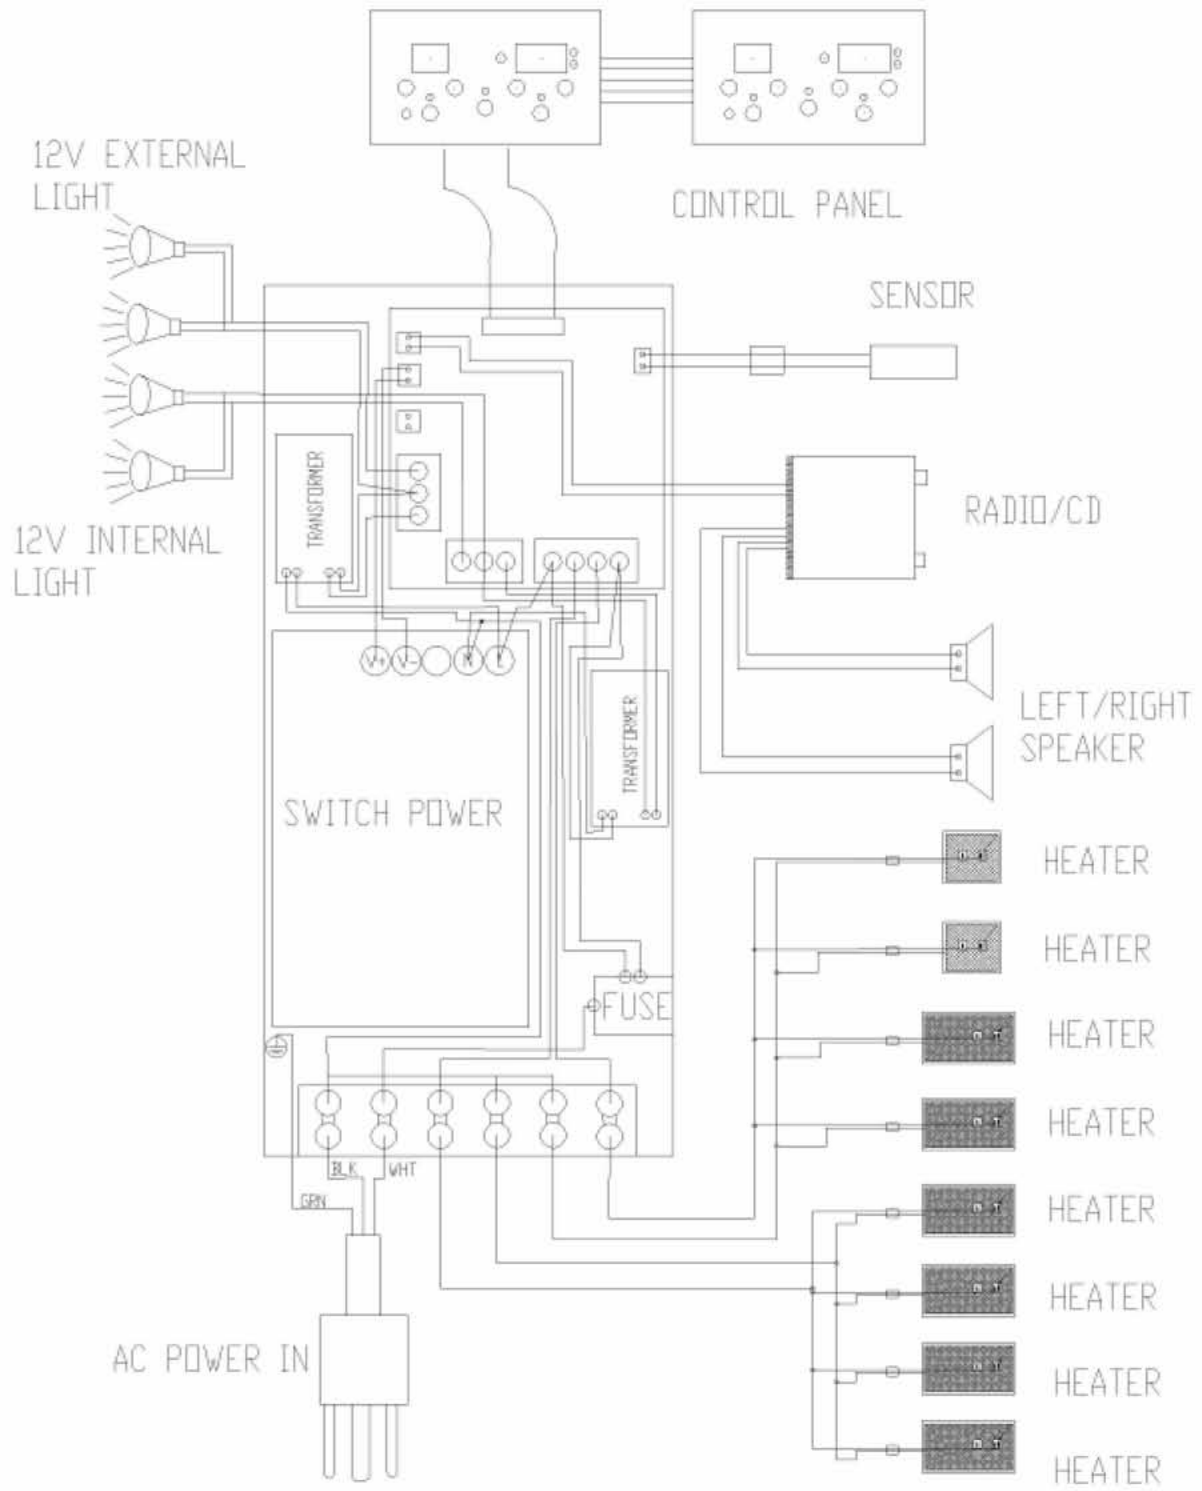 12V EXTERNAL
LIGHT
CONTROL PANEL
SENSOR
TRANSFORMER
RADIO/CD
12V INTERNAL
LIGHT
V+ V- N L
LEFT/RIGHT
SPEAKER
TRANSFORMER
SWITCH POWER
HEATER
HEATER
FUSE
HEATER
HEATER
BLK
WHT
GRN
HEATER
HEATER
AC POWER IN
HEATER
HEATER